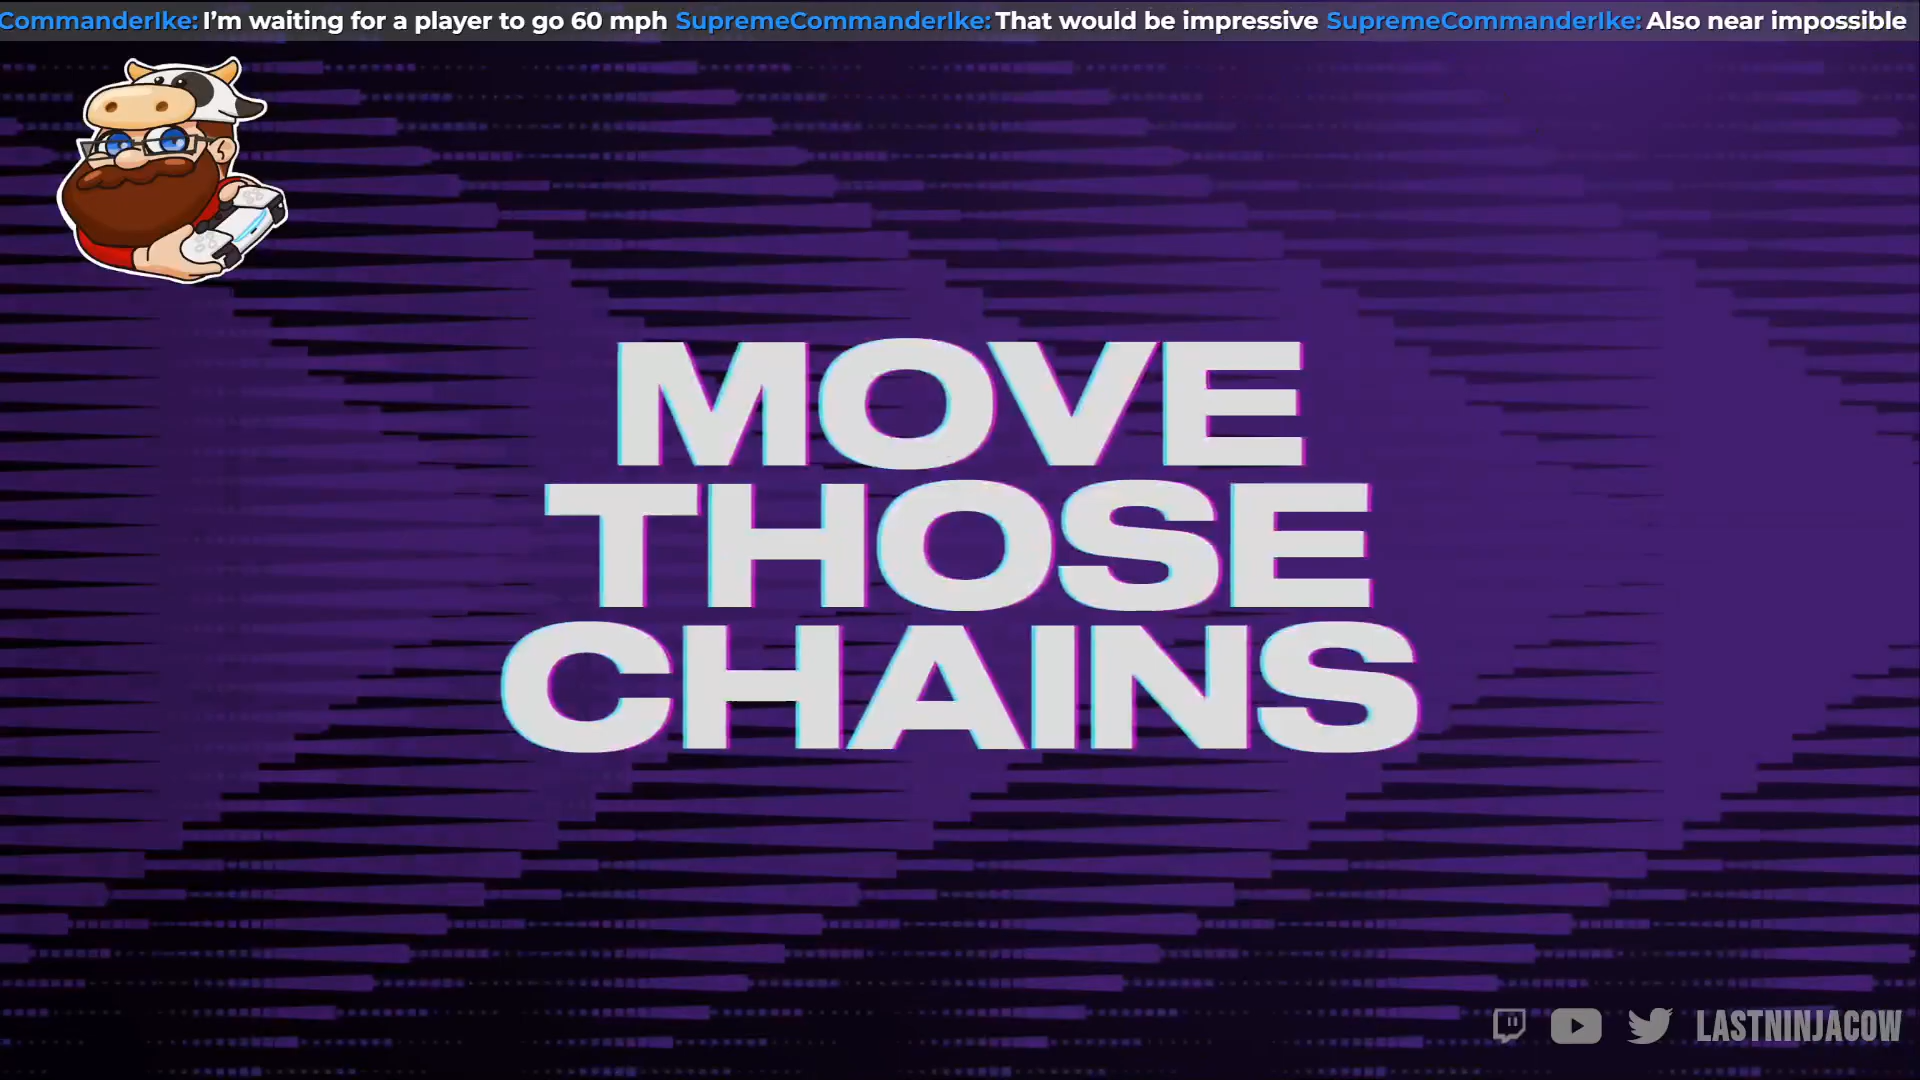 CommanderIke: I'm waiting for a player to go 60 mph SupremeCommanderIke: That would be impressive SupremeCommanderIke: Also near impossible
MOVE
THOSE
CHAINS
LASTNINJACOW